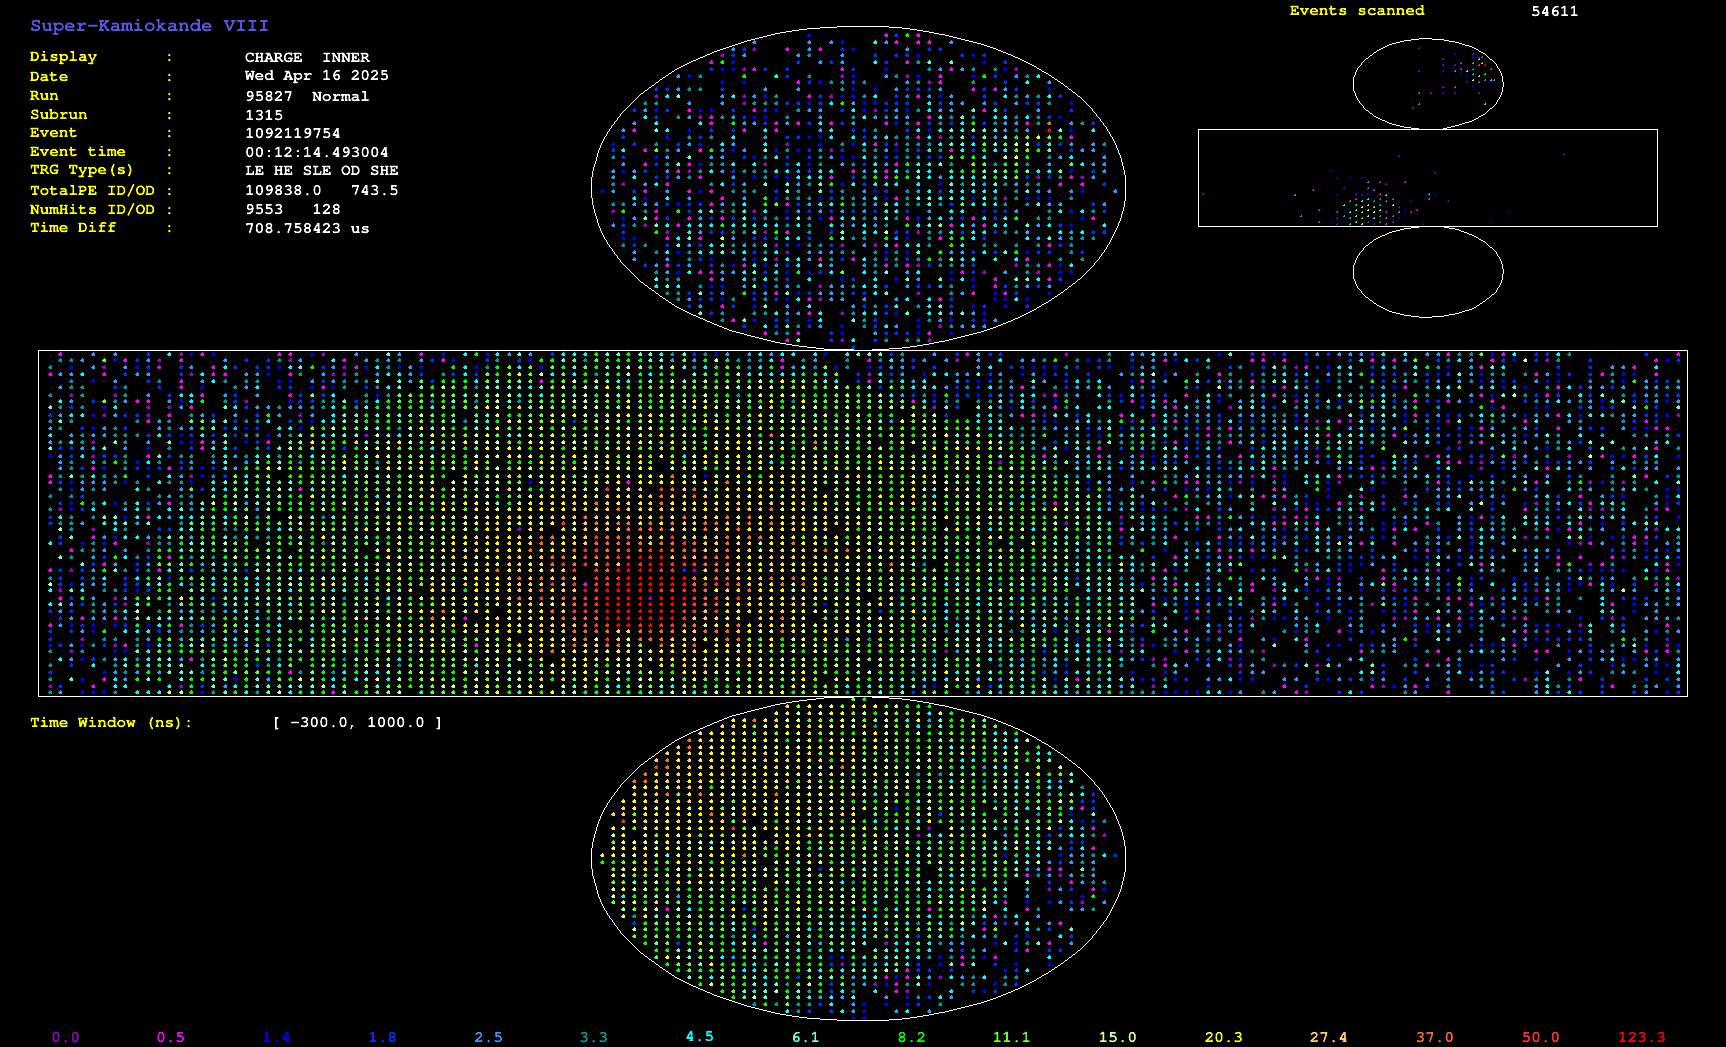 Super-Kamiokande VIII
Events scanned 54611
Display : CHARGE INNER
Date : Wed Apr 16 2025
Run : 95827 Normal
Subrun : 1315
Event : 1092119754
Event time : 00:12:14.493004
TRG Type(s) : LE HE SLE OD SHE
TotalPE ID/OD : 109838.0 743.5
NumHits ID/OD : 9553 128
Time Diff : 708.758423 us
Time Window (ns): [ -300.0, 1000.0 ]
0.0 0.5 1.4 1.8 2.5 3.3 4.5 6.1 8.2 11.1 15.0 20.3 27.4 37.0 50.0 123.3